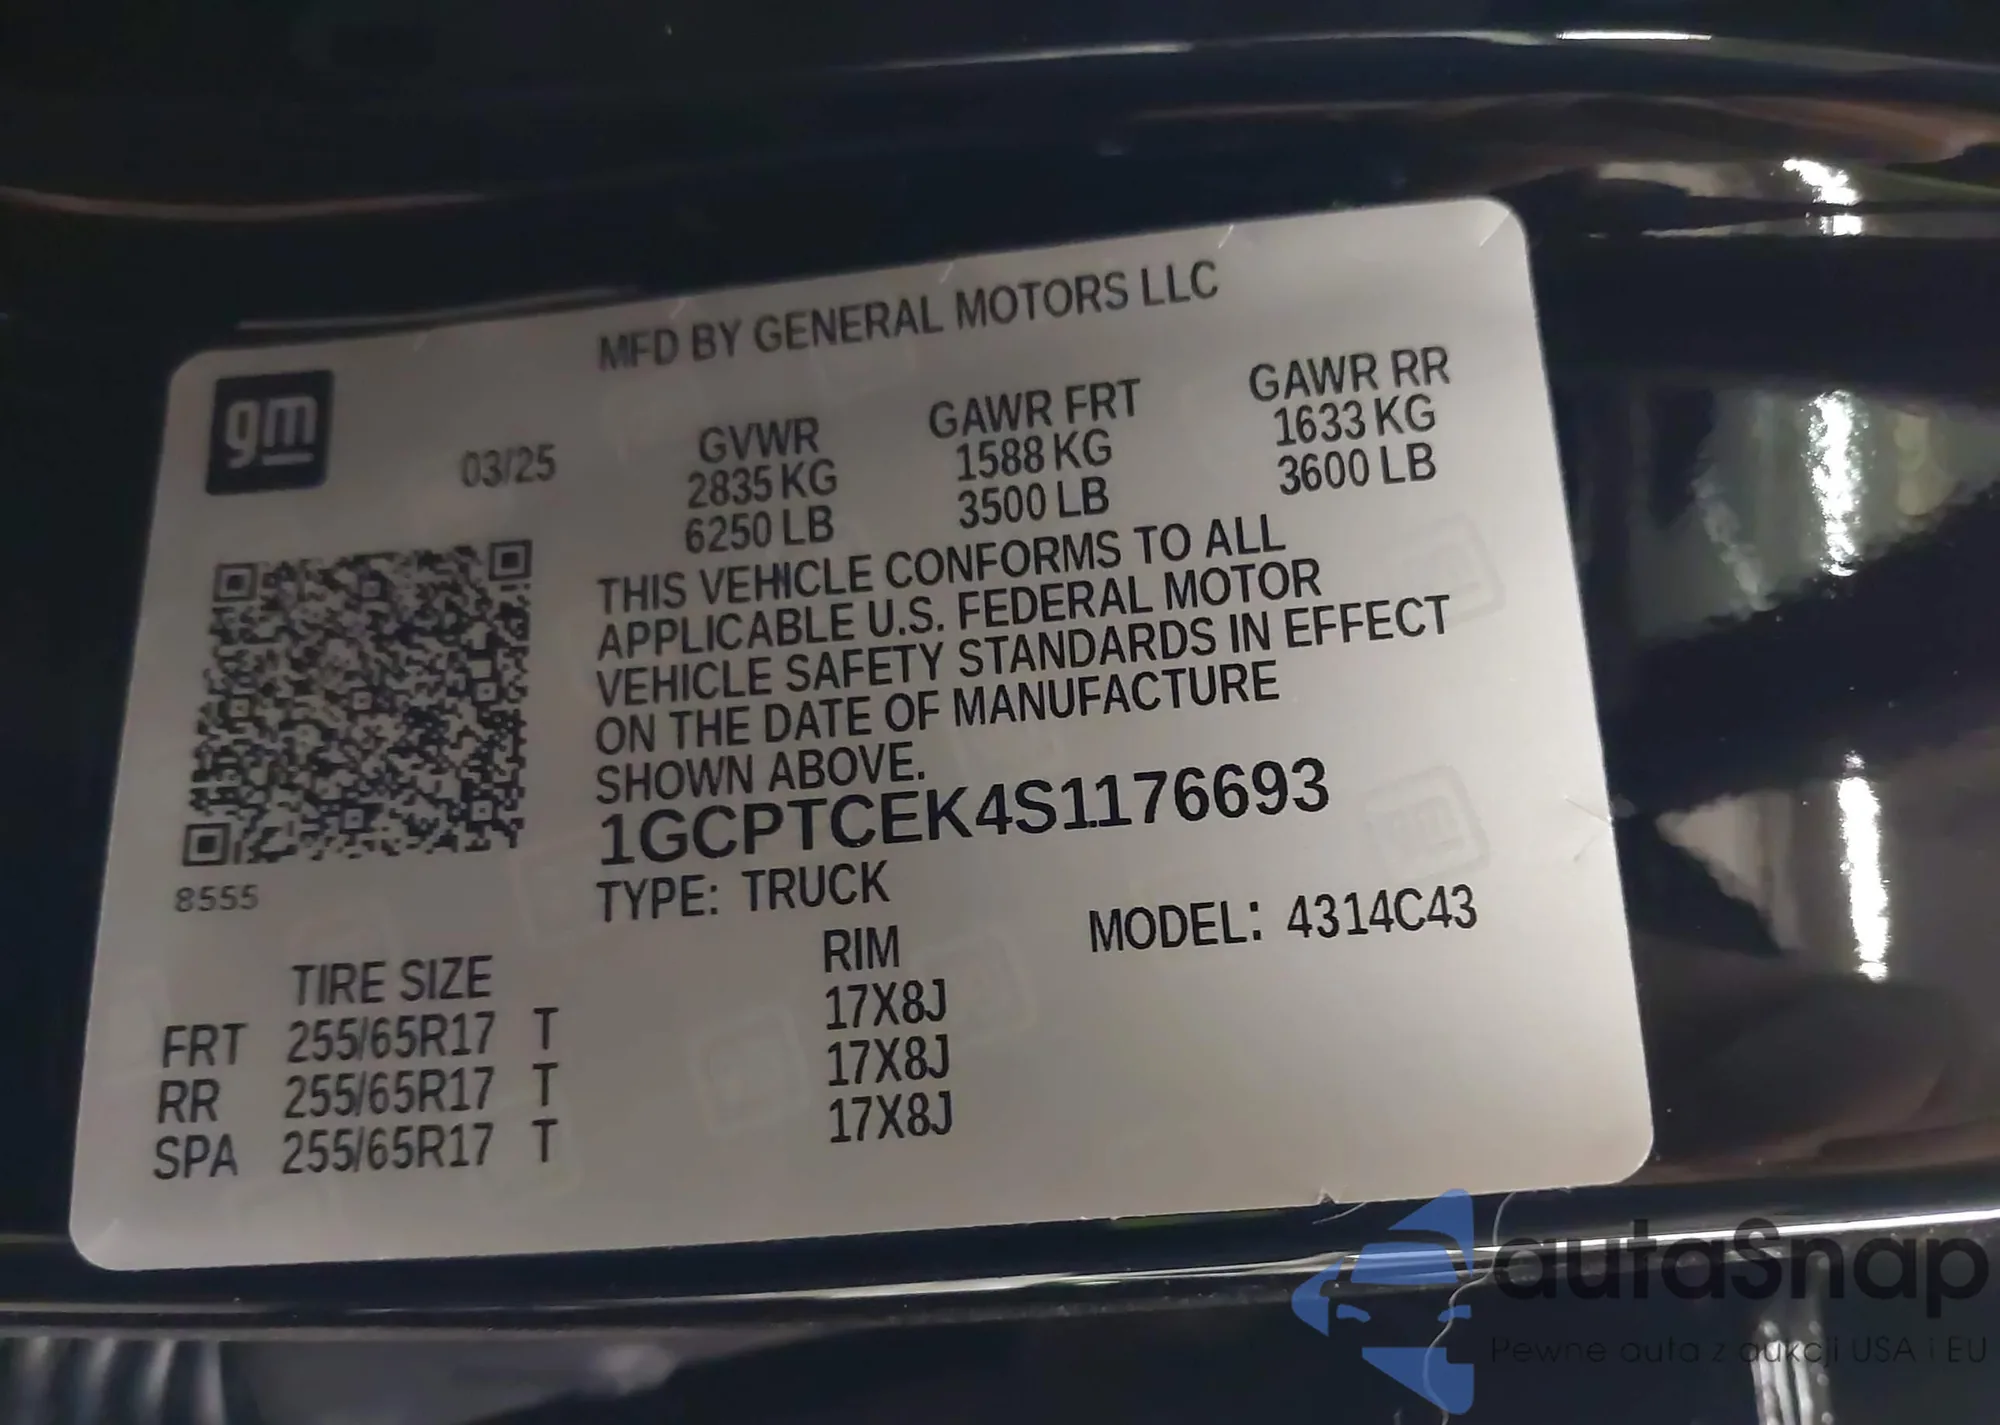 MFD BY GENERAL MOTORS LLC
gm
03/25
GVWR GAWR FRT GAWR RR
2835 KG 1588 KG 1633 KG
6250 LB 3500 LB 3600 LB
THIS VEHICLE CONFORMS TO ALL
APPLICABLE U.S. FEDERAL MOTOR
VEHICLE SAFETY STANDARDS IN EFFECT
ON THE DATE OF MANUFACTURE
SHOWN ABOVE.
1GCPTCEK4S1176693
8555
TYPE: TRUCK MODEL: 4314C43
TIRE SIZE RIM
FRT 255/65R17 T 17X8J
RR 255/65R17 T 17X8J
SPA 255/65R17 T 17X8J
autaSnap
Pewne auta z aukcji USA i EU